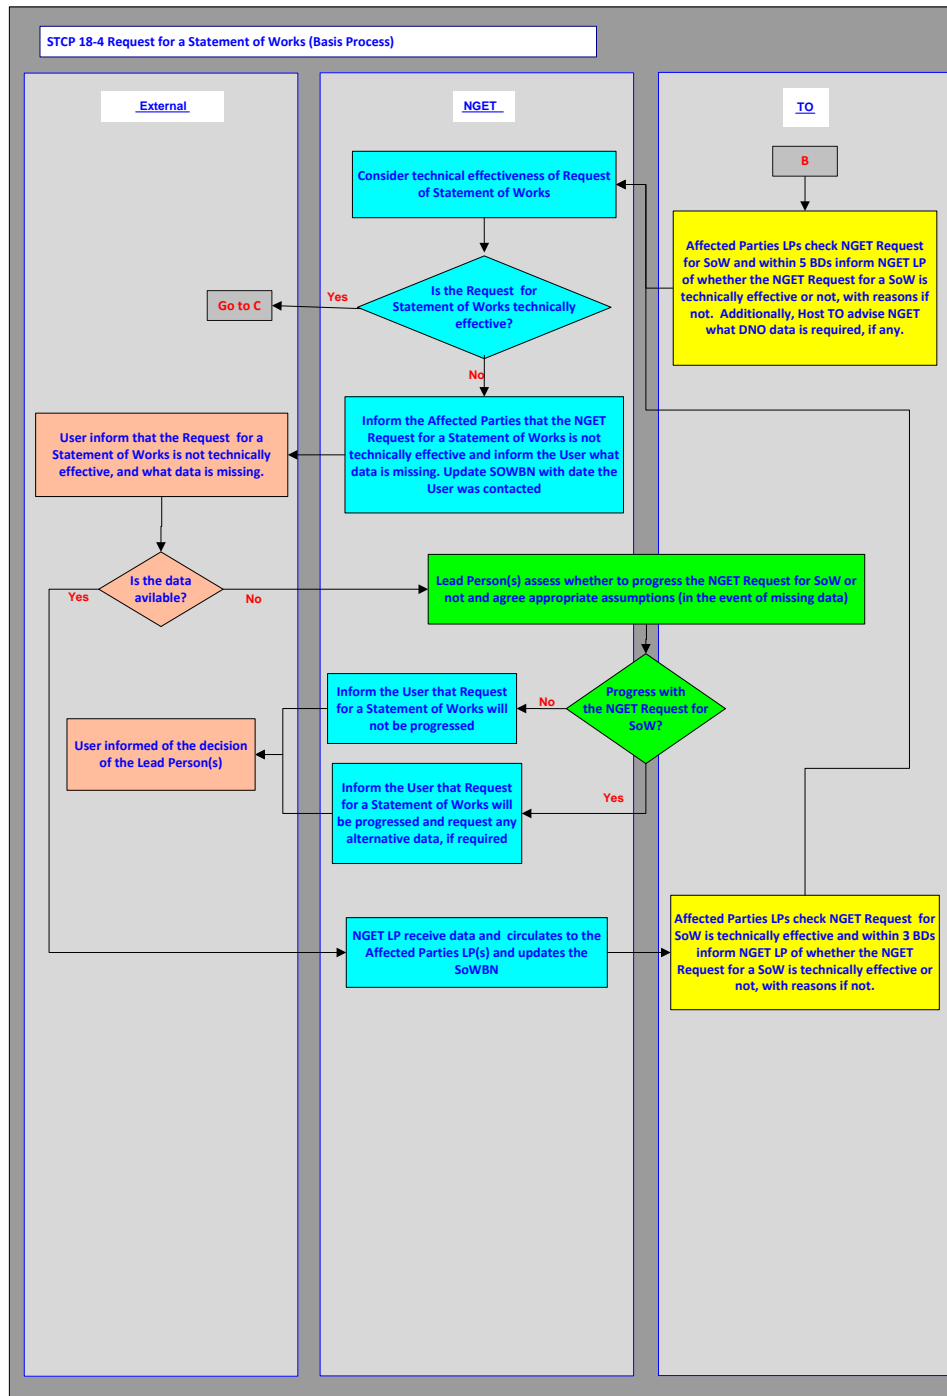 STCP 18-4 Request for a Statement of Works (Basis Process)
External
NGET
TO
B
Consider technical effectiveness of Request
of Statement of Works
Affected Parties LPs check NGET Request
for SoW and within 5 BDs inform NGET LP
of whether the NGET Request for a SoW is
technically effective or not, with reasons if
not. Additionally, Host TO advise NGET
what DNO data is required, if any.
Is the Request for
Statement of Works technically
effective?
Yes
Go to C
No
Inform the Affected Parties that the NGET
Request for a Statement of Works is not
technically effective and inform the User what
data is missing. Update SOWBN with date the
User was contacted
User inform that the Request for a
Statement of Works is not technically
effective, and what data is missing.
Is the data
avilable?
Yes
No
Lead Person(s) assess whether to progress the NGET Request for SoW or
not and agree appropriate assumptions (in the event of missing data)
Progress with
the NGET Request for
SoW?
No
Inform the User that Request
for a Statement of Works will
not be progressed
User informed of the decision
of the Lead Person(s)
Yes
Inform the User that Request
for a Statement of Works will
be progressed and request any
alternative data, if required
NGET LP receive data and circulates to the
Affected Parties LP(s) and updates the
SoWBN
Affected Parties LPs check NGET Request for
SoW is technically effective and within 3 BDs
inform NGET LP of whether the NGET
Request for a SoW is technically effective or
not, with reasons if not.